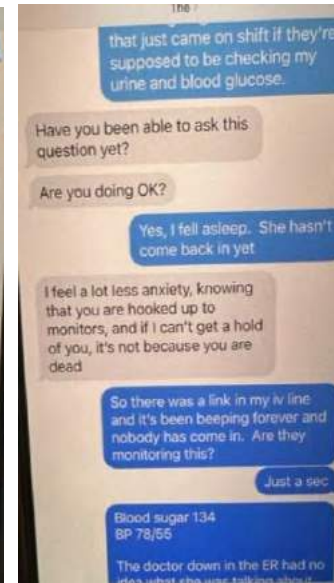 The
that just came on shift if they're
supposed to be checking my
urine and blood glucose.
Have you been able to ask this
question yet?
Are you doing OK?
Yes, I fell asleep. She hasn't
come back in yet
I feel a lot less anxiety, knowing
that you are hooked up to
monitors, and if I can't get a hold
of you, it's not because you are
dead
So there was a link in my iv line
and it's been beeping forever and
nobody has come in. Are they
monitoring this?
Just a sec
Blood sugar 134
BP 78/55
The doctor down in the ER had no
idea what she was talking about